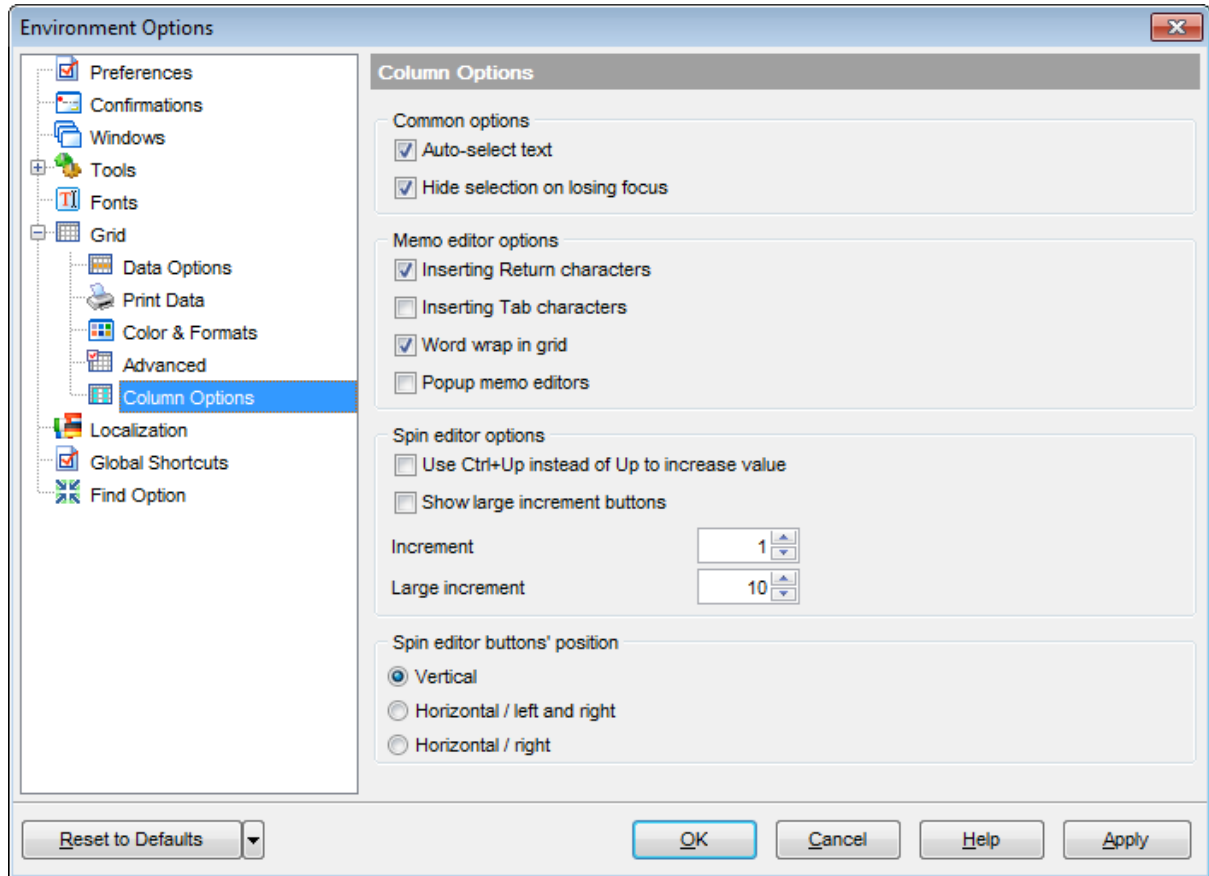 Environment Options
Preferences
Confirmations
Windows
Tools
Fonts
Grid
Data Options
Print Data
Color & Formats
Advanced
Column Options
Localization
Global Shortcuts
Find Option
Column Options
Common options
Auto-select text
Hide selection on losing focus
Memo editor options
Inserting Return characters
Inserting Tab characters
Word wrap in grid
Popup memo editors
Spin editor options
Use Ctrl+Up instead of Up to increase value
Show large increment buttons
Increment 1
Large increment 10
Spin editor buttons' position
Vertical
Horizontal / left and right
Horizontal / right
Reset to Defaults OK Cancel Help Apply